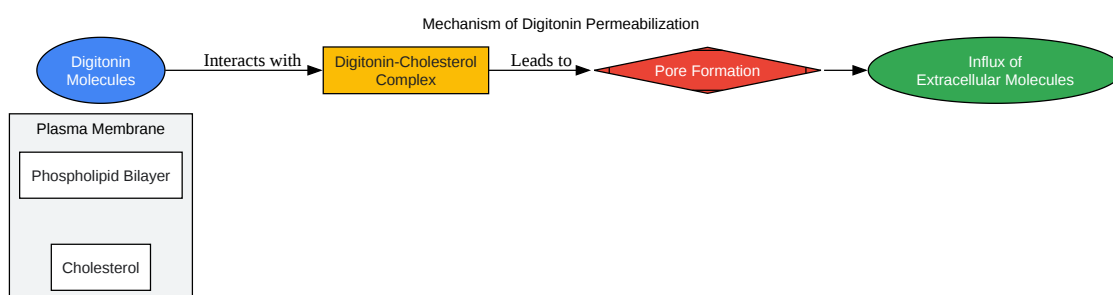 Mechanism of Digitonin Permeabilization
Digitonin
Molecules
Interacts with
Digitonin-Cholesterol
Complex
Leads to
Pore Formation
Influx of
Extracellular Molecules
Plasma Membrane
Phospholipid Bilayer
Cholesterol